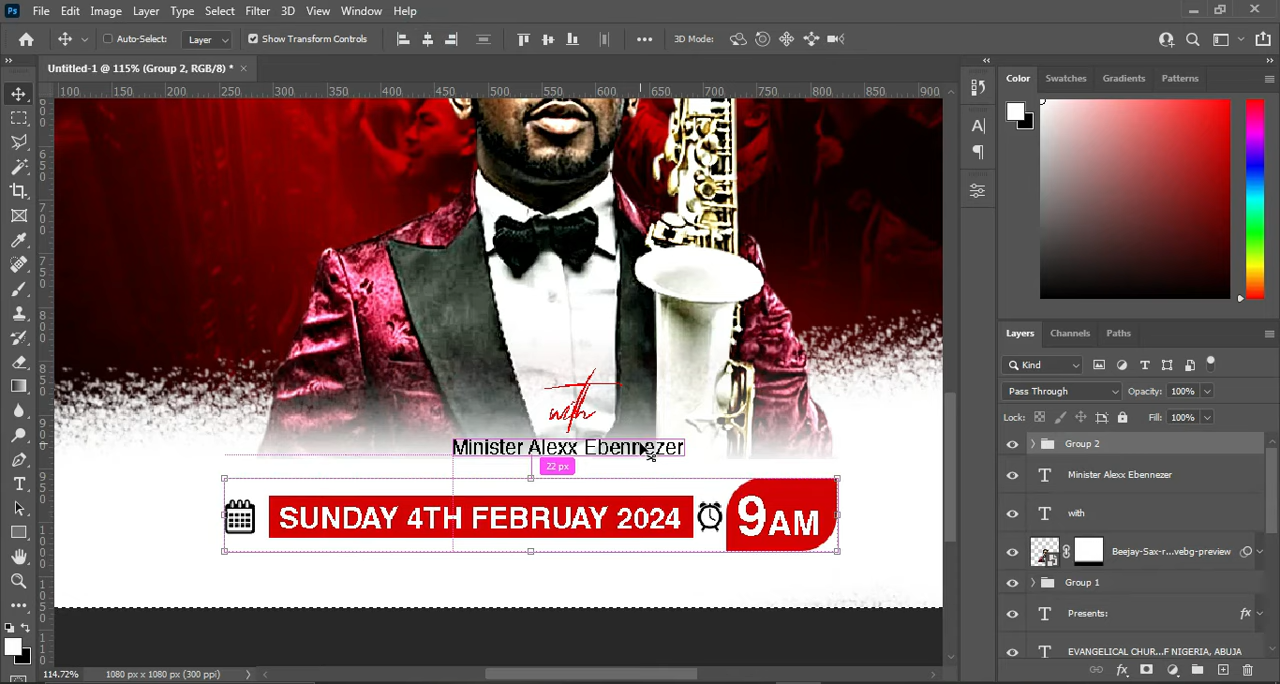 Ps File Edit Image Layer Type Select Filter 3D View Window Help
Auto-Select: Layer Show Transform Controls 3D Mode:
Untitled-1 @ 115% (Group 2, RGB/8) *
100 150 200 250 300 350 400 450 500 550 600 650 700 750 800 850 900
with
Minister Alexx Ebennezer
22 px
SUNDAY 4TH FEBRUAY 2024
9AM
114.72% 1080 px x 1080 px (300 ppi)
Color Swatches Gradients Patterns
Layers Channels Paths
Kind
Pass Through Opacity: 100%
Lock: Fill: 100%
Group 2
Minister Alexx Ebennezer
with
Beejay-Sax-r...vebg-preview
Group 1
Presents: fx
EVANGELICAL CHUR...F NIGERIA, ABUJA
fx